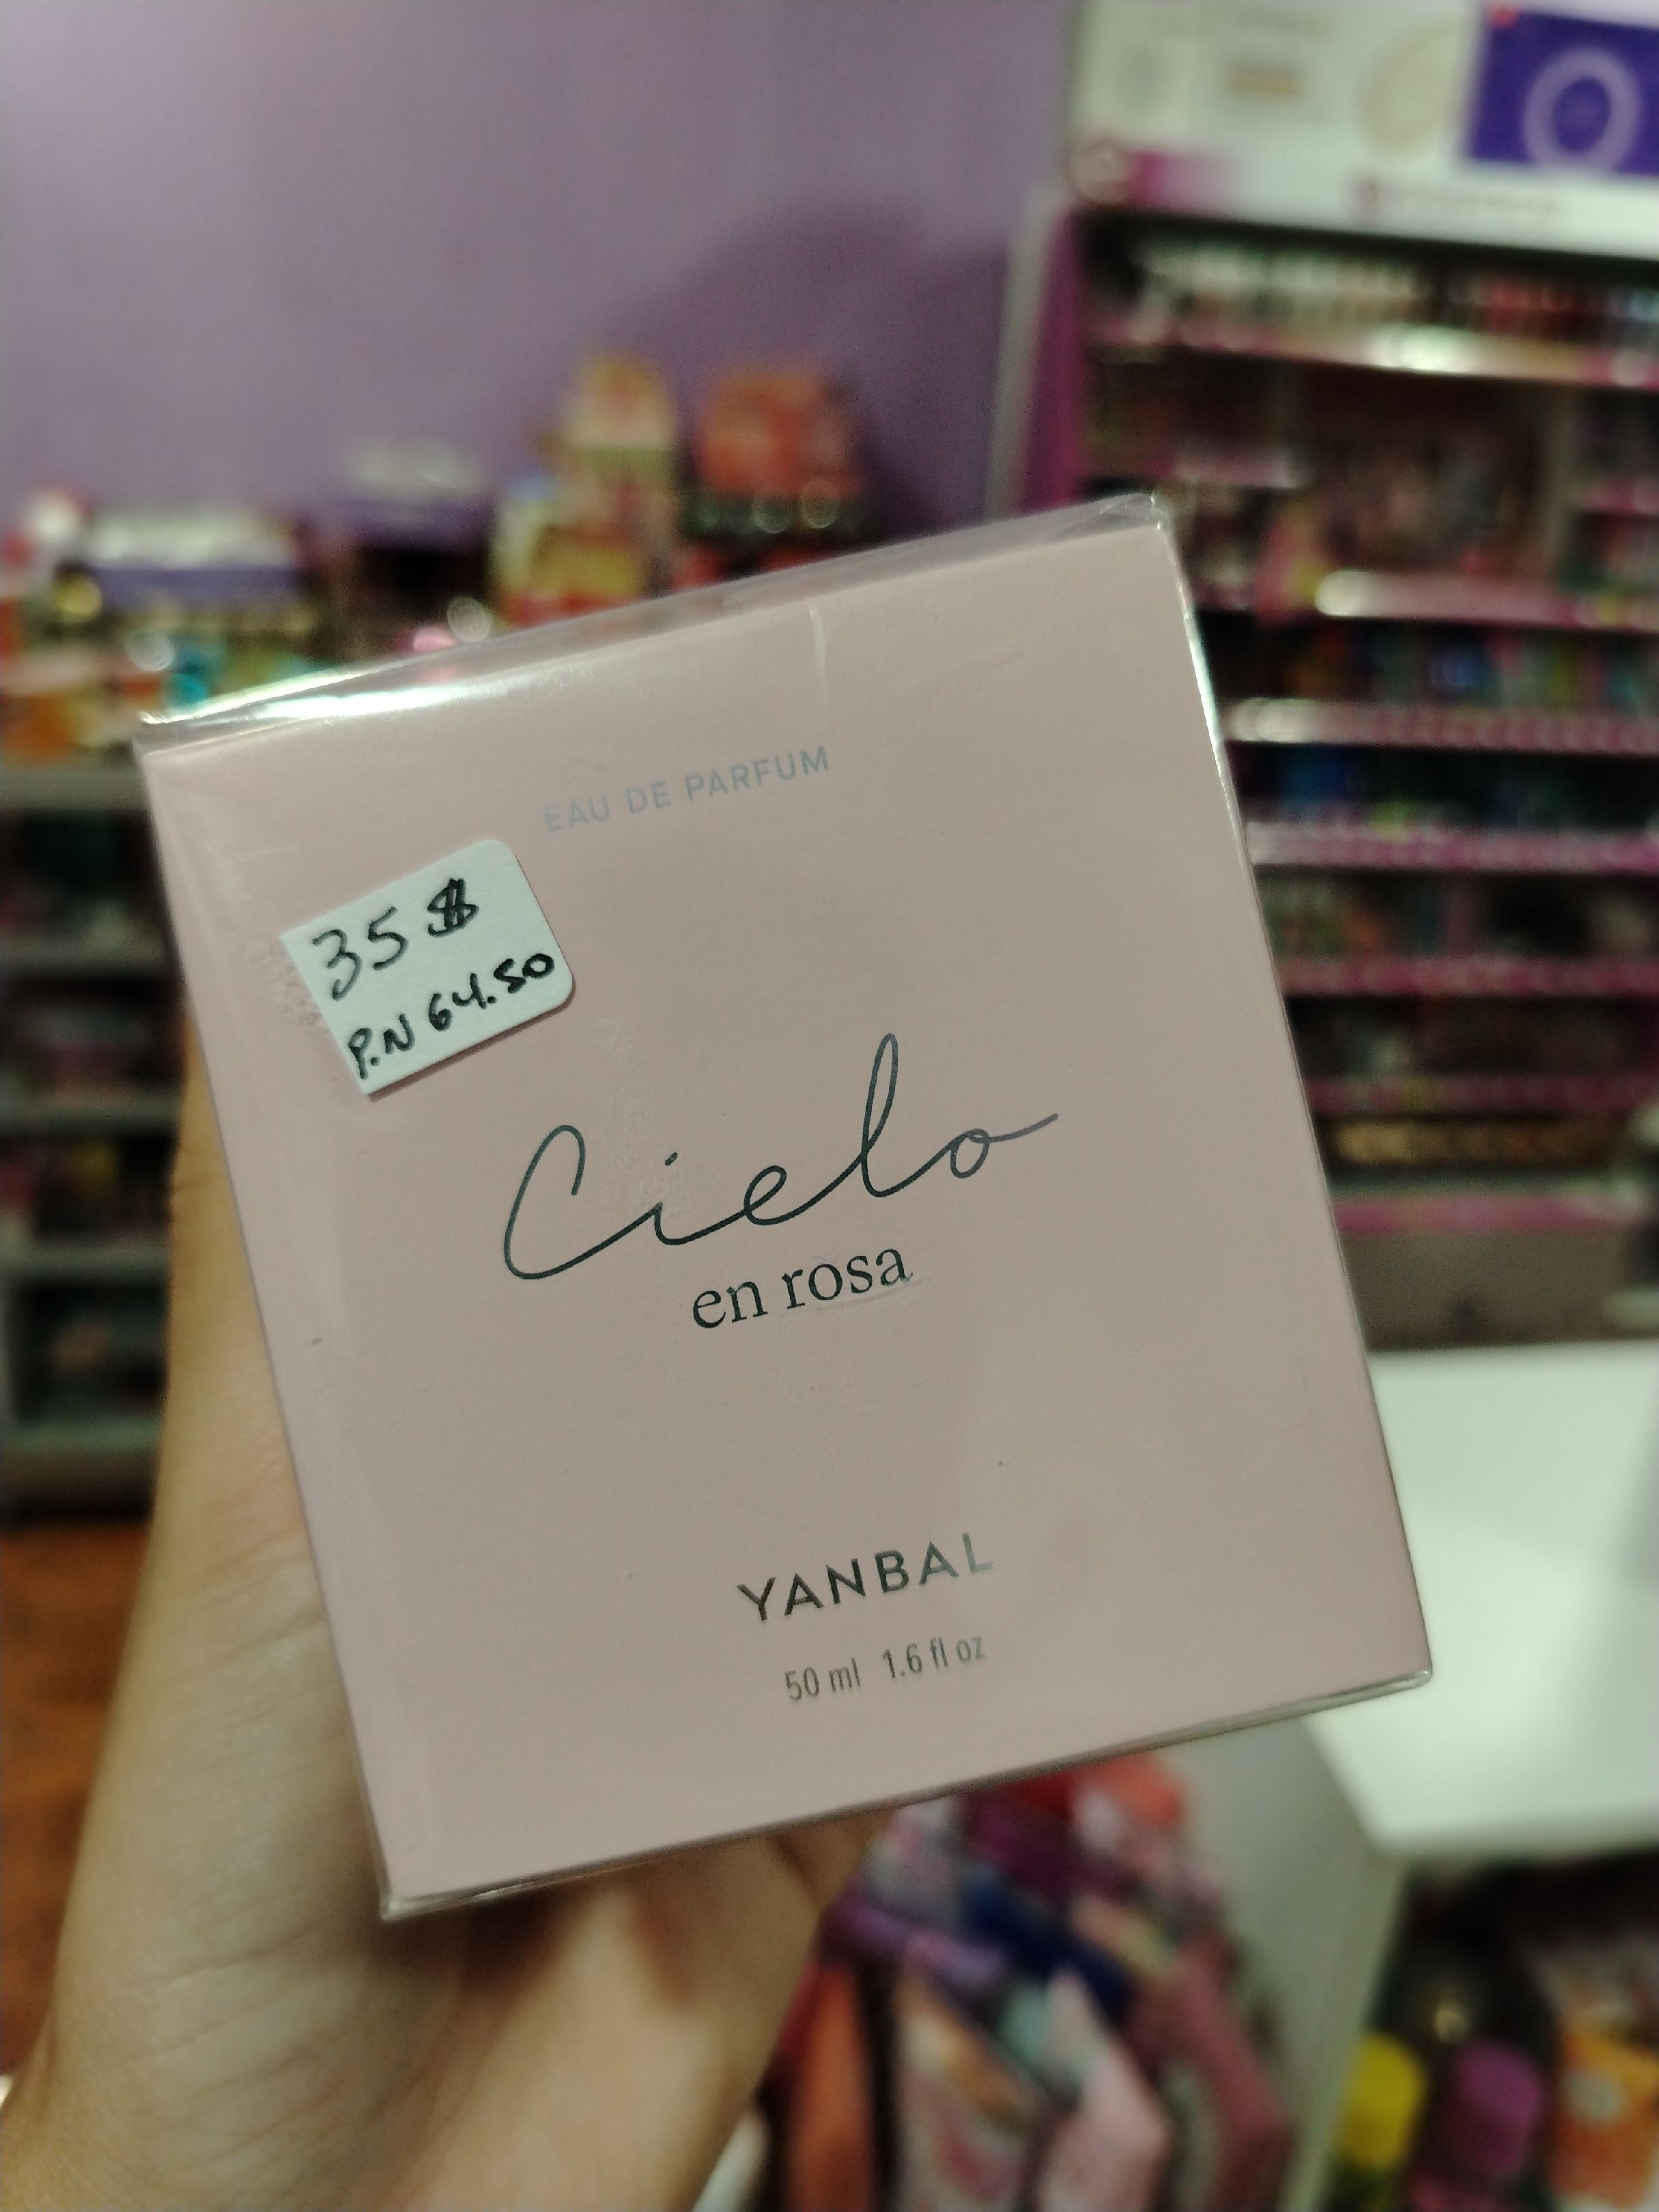 EAU DE PARFUM
35 $
P.N 64.50
Cielo
en rosa
YANBAL
50 ml 1.6 fl oz